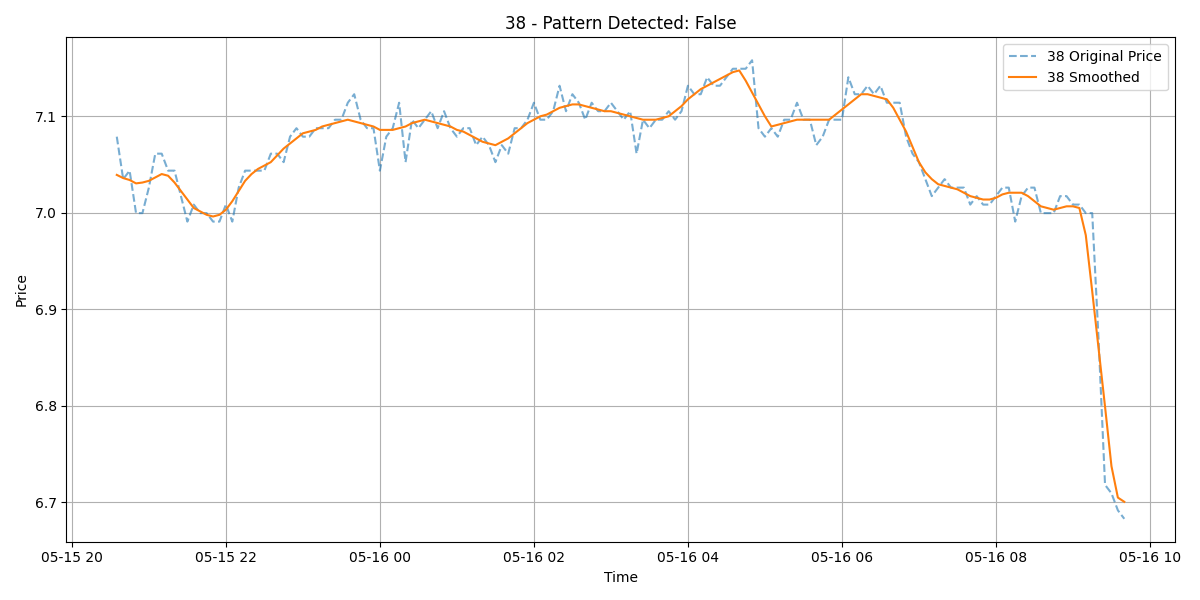 38 - Pattern Detected: False
38 Original Price
38 Smoothed
Price
7.1
7.0
6.9
6.8
6.7
05-15 20 05-15 22 05-16 00 05-16 02 05-16 04 05-16 06 05-16 08 05-16 10
Time